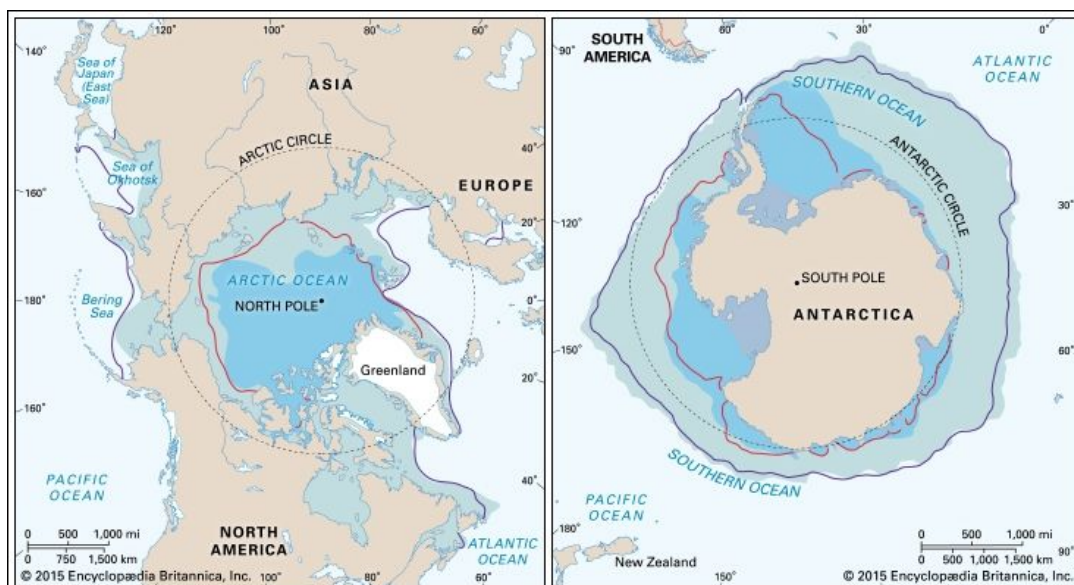 120°
100°
80°
60°
140°
Sea of
Japan
(East
Sea)
ASIA
ARCTIC CIRCLE
40°
Sea of
Okhotsk
EUROPE
160°
20°
ARCTIC OCEAN
180°
NORTH POLE
0°
Bering
Sea
Greenland
20°
160°
PACIFIC
OCEAN
40°
NORTH
AMERICA
ATLANTIC
OCEAN
0 500 1,000 mi
0 750 1,500 km
140°
120°
100°
80°
60°
© 2015 Encyclopædia Britannica, Inc.
60°
30°
0°
90°
SOUTH
AMERICA
ATLANTIC
OCEAN
SOUTHERN OCEAN
ANTARCTIC CIRCLE
120°
30°
SOUTH POLE
ANTARCTICA
150°
60°
SOUTHERN OCEAN
PACIFIC
OCEAN
180°
New Zealand
150°
120°
90°
0 500 1,000 mi
0 500 1,000 1,500 km
© 2015 Encyclopædia Britannica, Inc.